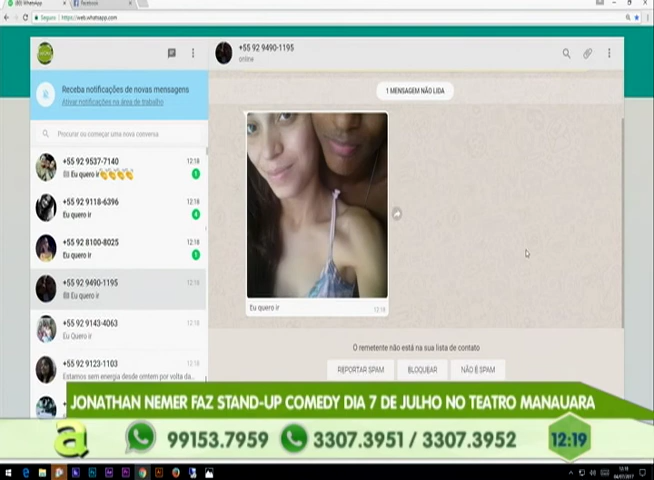 (80) WhatsApp
Facebook
Seguro
https://web.whatsapp.com
Receba notificações de novas mensagens
Ativar notificações na área de trabalho
Procurar ou começar uma nova conversa
+55 92 9537-7140 12:18
Eu quero ir👏👏👏👏 1
+55 92 9118-6396 12:18
Eu quero ir 4
+55 92 8100-8025 12:18
Eu quero ir 1
+55 92 9490-1195 12:18
Eu quero ir
+55 92 9143-4063 12:18
Eu Quero ir
+55 92 9123-1103 12:18
Estamos sem energia desde ontem por volta da...
+55 92 9490-1195
online
1 MENSAGEM NÃO LIDA
Eu quero ir 12:18
O remetente não está na sua lista de contato
REPORTAR SPAM BLOQUEAR NÃO É SPAM
JONATHAN NEMER FAZ STAND-UP COMEDY DIA 7 DE JULHO NO TEATRO MANAUARA
a 99153.7959 3307.3951 / 3307.3952 12:19